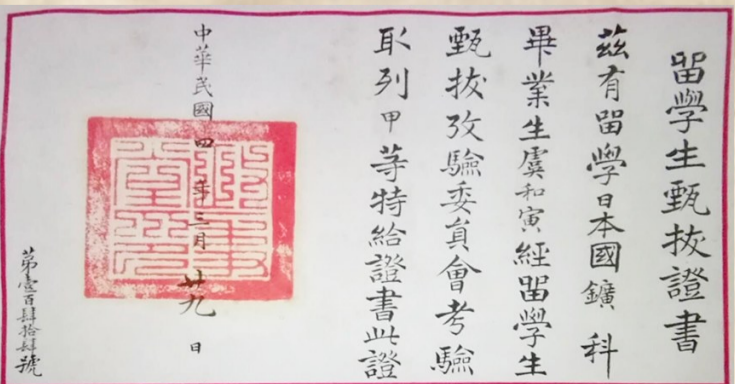 留學生甄拔證書
茲有留學日本國鑛科
畢業生虞和寅經留學生
甄拔攷驗委員會考驗
取列甲等特給證書此證
中華民國四年三月廿九日
第壹百肆拾肆號